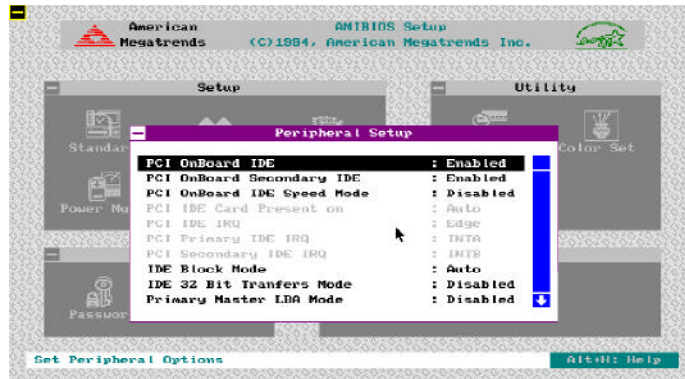 American Megatrends
AMIBIOS Setup
(C)1994, American Megatrends Inc.
Setup
Utility
Standar
Color Set
Power Mg
Passwor
Peripheral Setup
PCI OnBoard IDE : Enabled
PCI OnBoard Secondary IDE : Enabled
PCI OnBoard IDE Speed Mode : Disabled
PCI IDE Card Present on : Auto
PCI IDE IRQ : Edge
PCI Primary IDE IRQ : INTA
PCI Secondary IDE IRQ : INTB
IDE Block Mode : Auto
IDE 32 Bit Tranfers Mode : Disabled
Primary Master LBA Mode : Disabled
Set Peripheral Options
Alt+H: Help